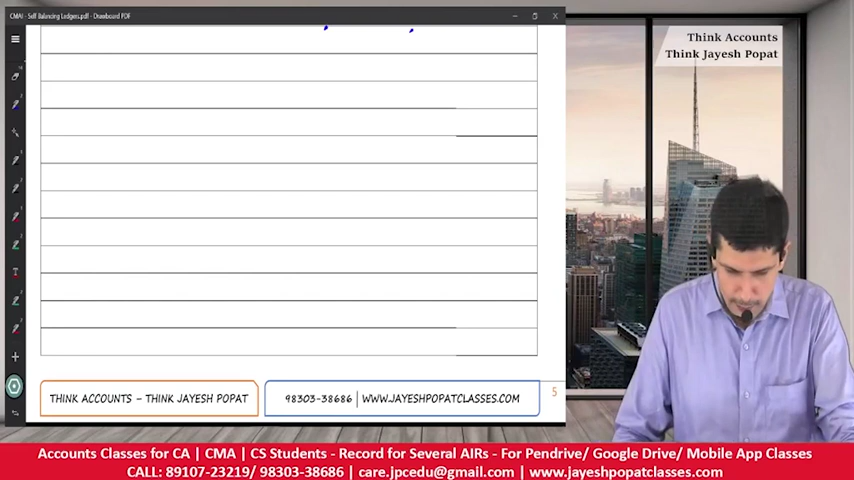 CMAI - Self Balancing Ledgers.pdf - Drawboard PDF
Think Accounts
Think Jayesh Popat
THINK ACCOUNTS – THINK JAYESH POPAT
98303-38686 | WWW.JAYESHPOPATCLASSES.COM
5
Accounts Classes for CA | CMA | CS Students - Record for Several AIRs - For Pendrive/ Google Drive/ Mobile App Classes
CALL: 89107-23219/ 98303-38686 | care.jpcedu@gmail.com | www.jayeshpopatclasses.com